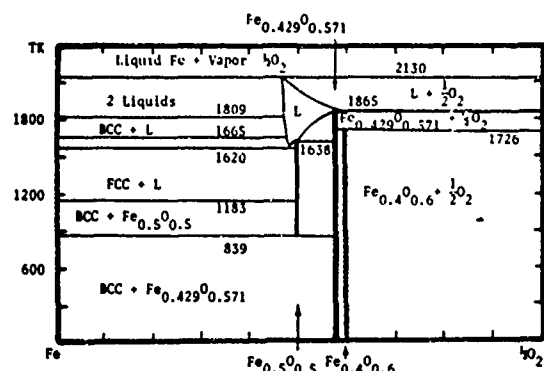 Fe0.429O0.571
TK
Liquid Fe + Vapor ½O2
2130
1865
L + ½O2
2 Liquids
1809
L
1800
Fe0.429O0.571 + ½O2
BCC + L
1665
1638
1726
1620
FCC + L
1200
1183
Fe0.4O0.6 + ½O2
BCC + Fe0.5O0.5
839
600
BCC + Fe0.429O0.571
Fe
½O2
Fe0.5O0.5
Fe0.4O0.6